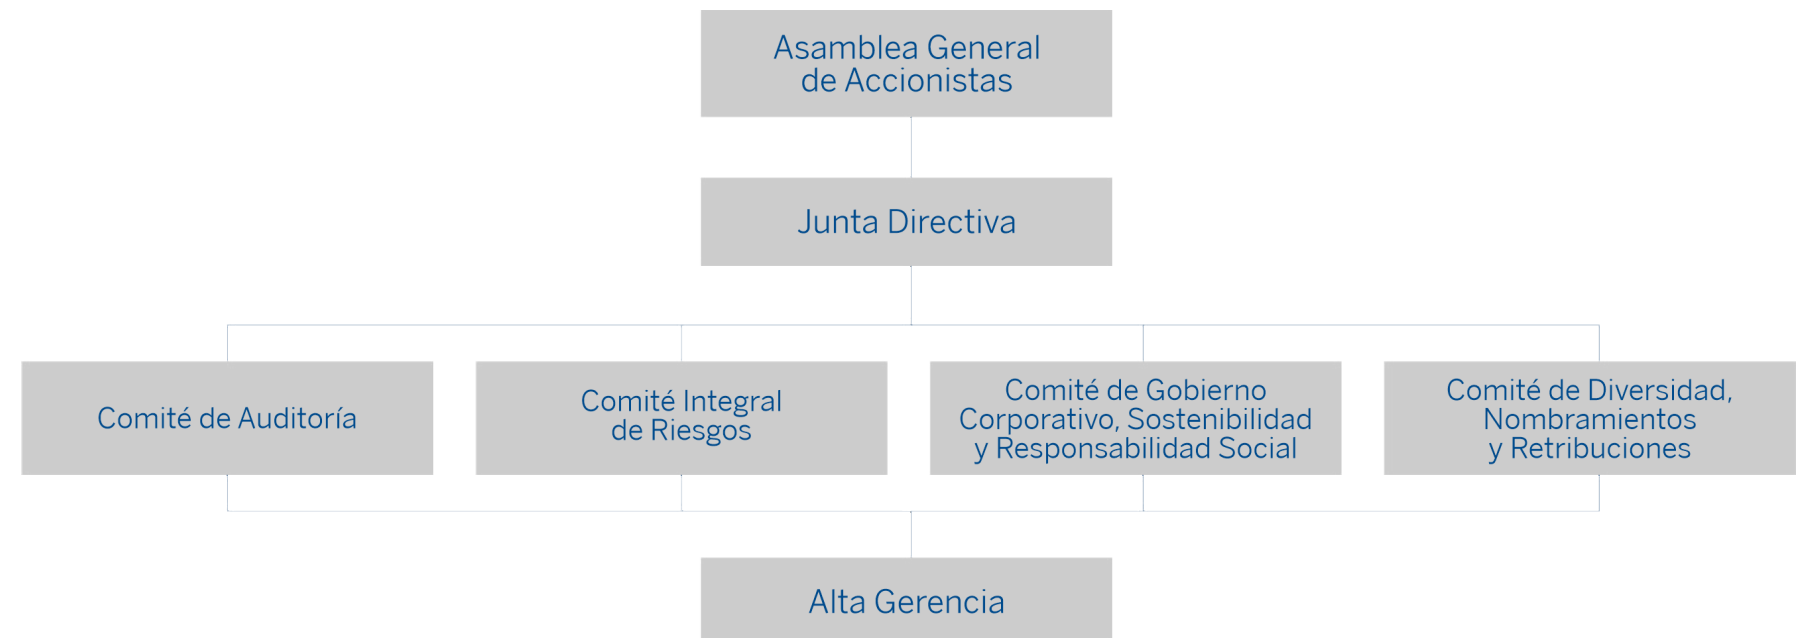 Asamblea General
de Accionistas
Junta Directiva
Comité de Auditoría
Comité Integral
de Riesgos
Comité de Gobierno
Corporativo, Sostenibilidad
y Responsabilidad Social
Comité de Diversidad,
Nombramientos
y Retribuciones
Alta Gerencia